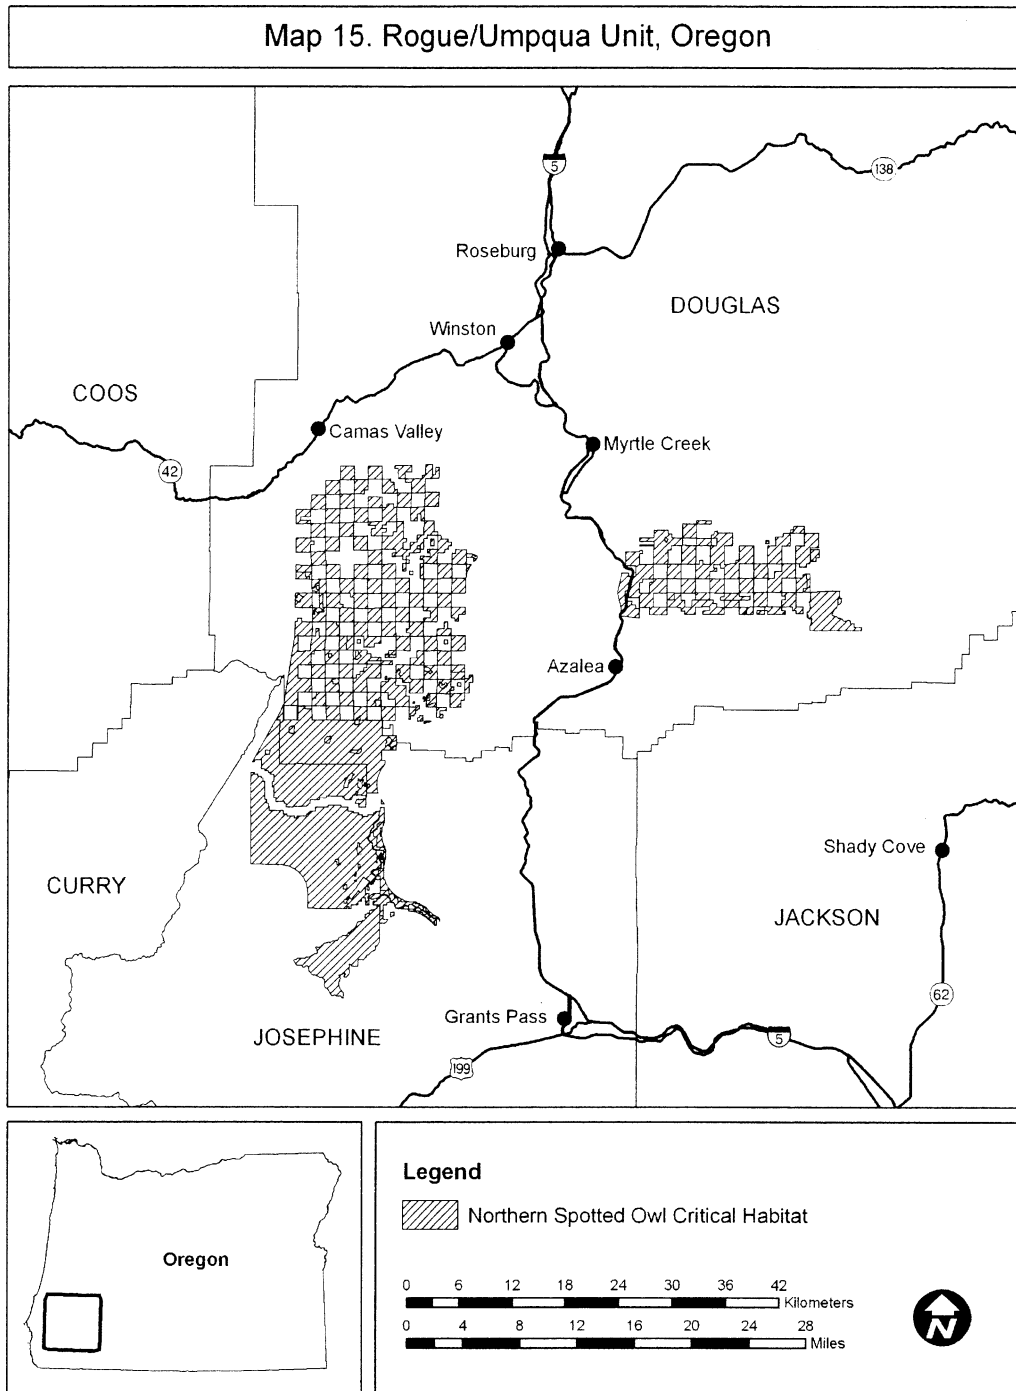 Map 15. Rogue/Umpqua Unit, Oregon
5
138
Roseburg
DOUGLAS
Winston
COOS
Camas Valley
Myrtle Creek
42
Azalea
Shady Cove
CURRY
JACKSON
62
Grants Pass
JOSEPHINE
5
199
Oregon
Legend
Northern Spotted Owl Critical Habitat
0 6 12 18 24 30 36 42
Kilometers
0 4 8 12 16 20 24 28
Miles
N